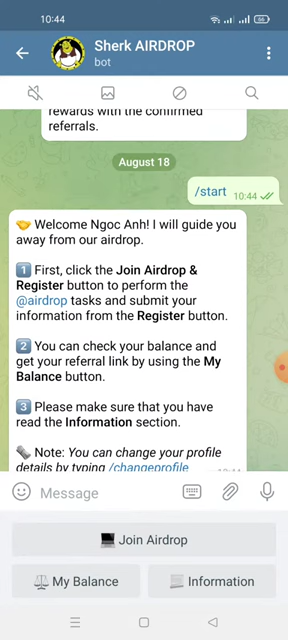 10:44
66
Sherk AIRDROP
bot
rewards with the confirmed
referrals.
August 18
/start 10:44
🤝 Welcome Ngoc Anh! I will guide you
away from our airdrop.
1️⃣ First, click the Join Airdrop &
Register button to perform the
@airdrop tasks and submit your
information from the Register button.
2️⃣ You can check your balance and
get your referral link by using the My
Balance button.
3️⃣ Please make sure that you have
read the Information section.
Note: You can change your profile
details by typing /changeprofile
Message
Join Airdrop
My Balance
Information